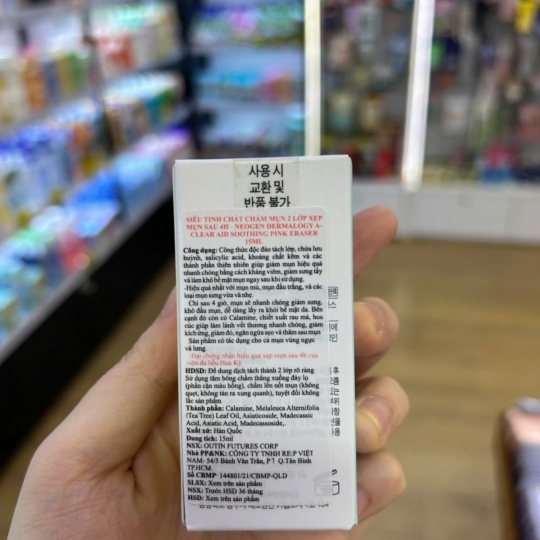 사용 시
교환 및
반품 불가
SIÊU TINH CHẤT CHẤM MỤN 2 LỚP XẸP
MỤN SAU 4H - NEOGEN DERMALOGY A-
CLEAR AID SOOTHING PINK ERASER
15ML
Công dụng: Công thức độc đáo tách lớp, chứa lưu
huỳnh, salicylic acid, khoáng chất kẽm và các
thành phần thiên nhiên giúp giảm mụn hiệu quả
nhanh chóng bằng cách kháng viêm, giảm sưng tấy
và làm khô bề mặt mụn ngay sau khi sử dụng.
-Hiệu quả nhất với mụn mủ, mụn đầu trắng, và các
loại mụn sưng vừa và nhẹ.
Chỉ sau 4 giờ, mụn sẽ nhanh chóng giảm sưng,
khô đầu mụn, dễ dàng lấy ra khỏi bề mặt da. Bên
cạnh đó còn có Calamine, chiết xuất rau má, hoa
cúc giúp làm lành vết thương nhanh chóng, giảm
kích ứng, giảm đỏ, ngăn ngừa sẹo và thâm sau mụn
Sản phẩm có tác dụng cho cả mụn vùng ngực
và lưng
Đạt chứng nhận hiệu quả xẹp mụn sau 4h của
viện da liễu Hoa Kỳ
HDSD: Để dung dịch tách thành 2 lớp rõ ràng
Sử dụng tăm bông chấm thẳng xuống đáy lọ
(phần cặn màu hồng), chấm lên nốt mụn (không
quẹt, không tán ra xung quanh), tuyệt đối không
lắc sản phẩm
Thành phần: Calamine, Melaleuca Alternifolia
(Tea Tree) Leaf Oil, Asiaticoside, Madecassic
Acid, Asiatic Acid, Madecassoside,.
Xuất xứ: Hàn Quốc
Dung tích: 15ml
NSX: OUTIN FUTURES CORP
Nhà PP&NK: CÔNG TY TNHH RE:P VIỆT
NAM- 54/5 Bành Văn Trân, P 7 Q Tân Bình
TP.HCM.
Số CBMP 144801/21/CBMP-QLD
SLSX: Xem trên sản phẩm
NSX: Trước HSD 36 tháng
HSD: Xem trên sản phẩm